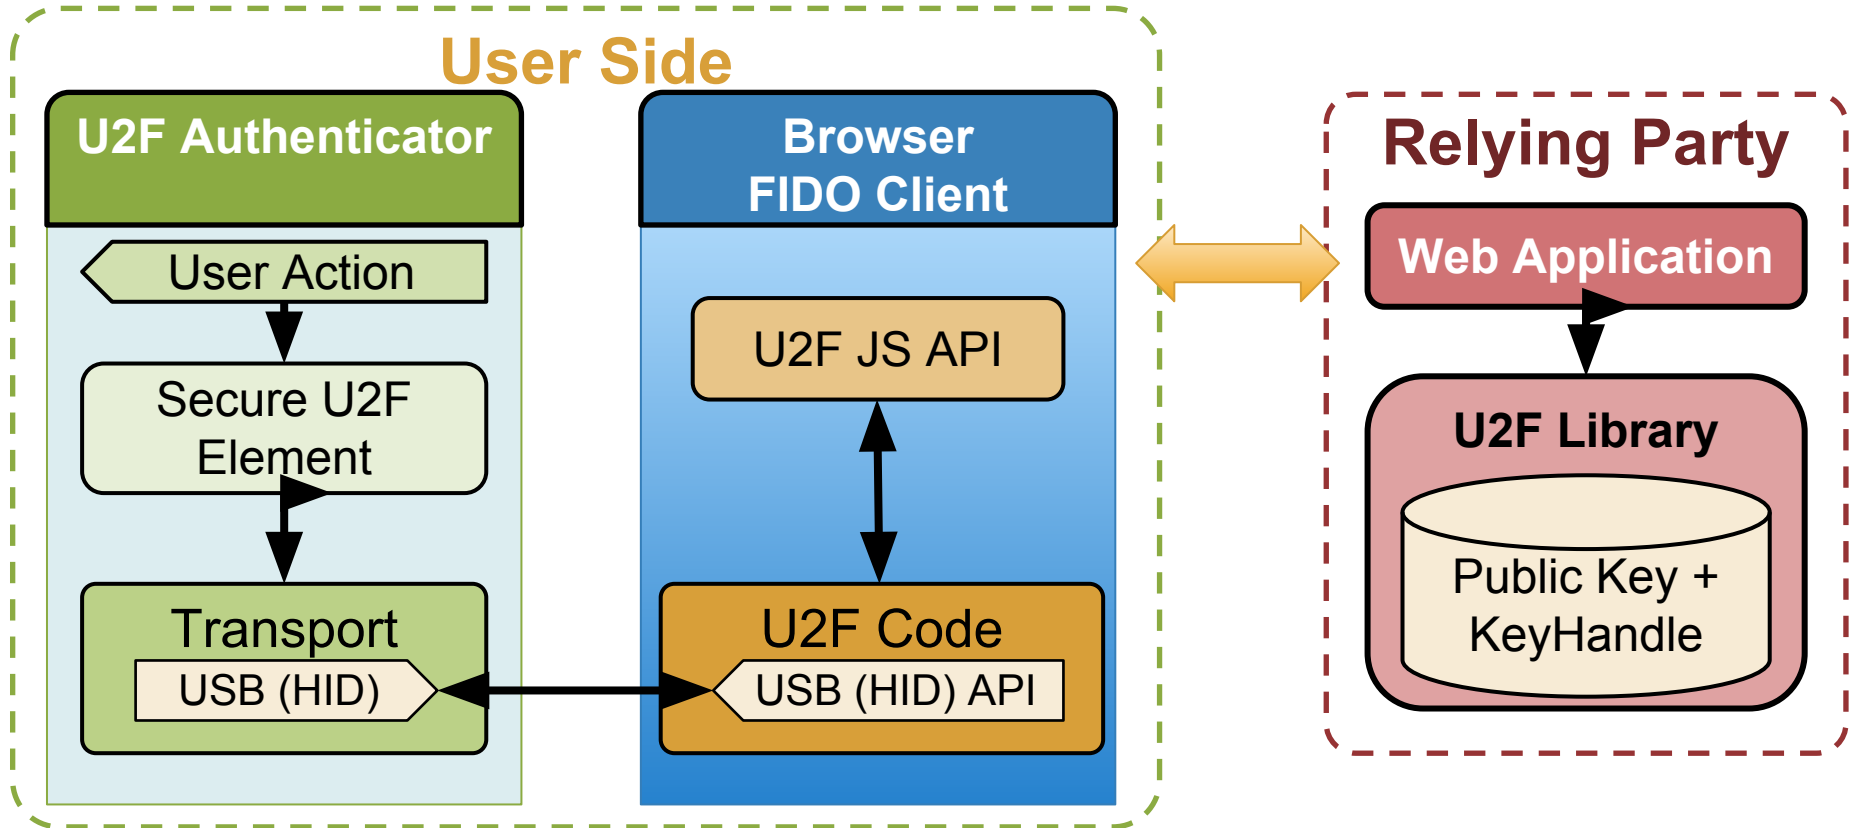 User Side
U2F Authenticator
User Action
Secure U2F
Element
Transport
USB (HID)
Browser
FIDO Client
U2F JS API
U2F Code
USB (HID) API
Relying Party
Web Application
U2F Library
Public Key +
KeyHandle